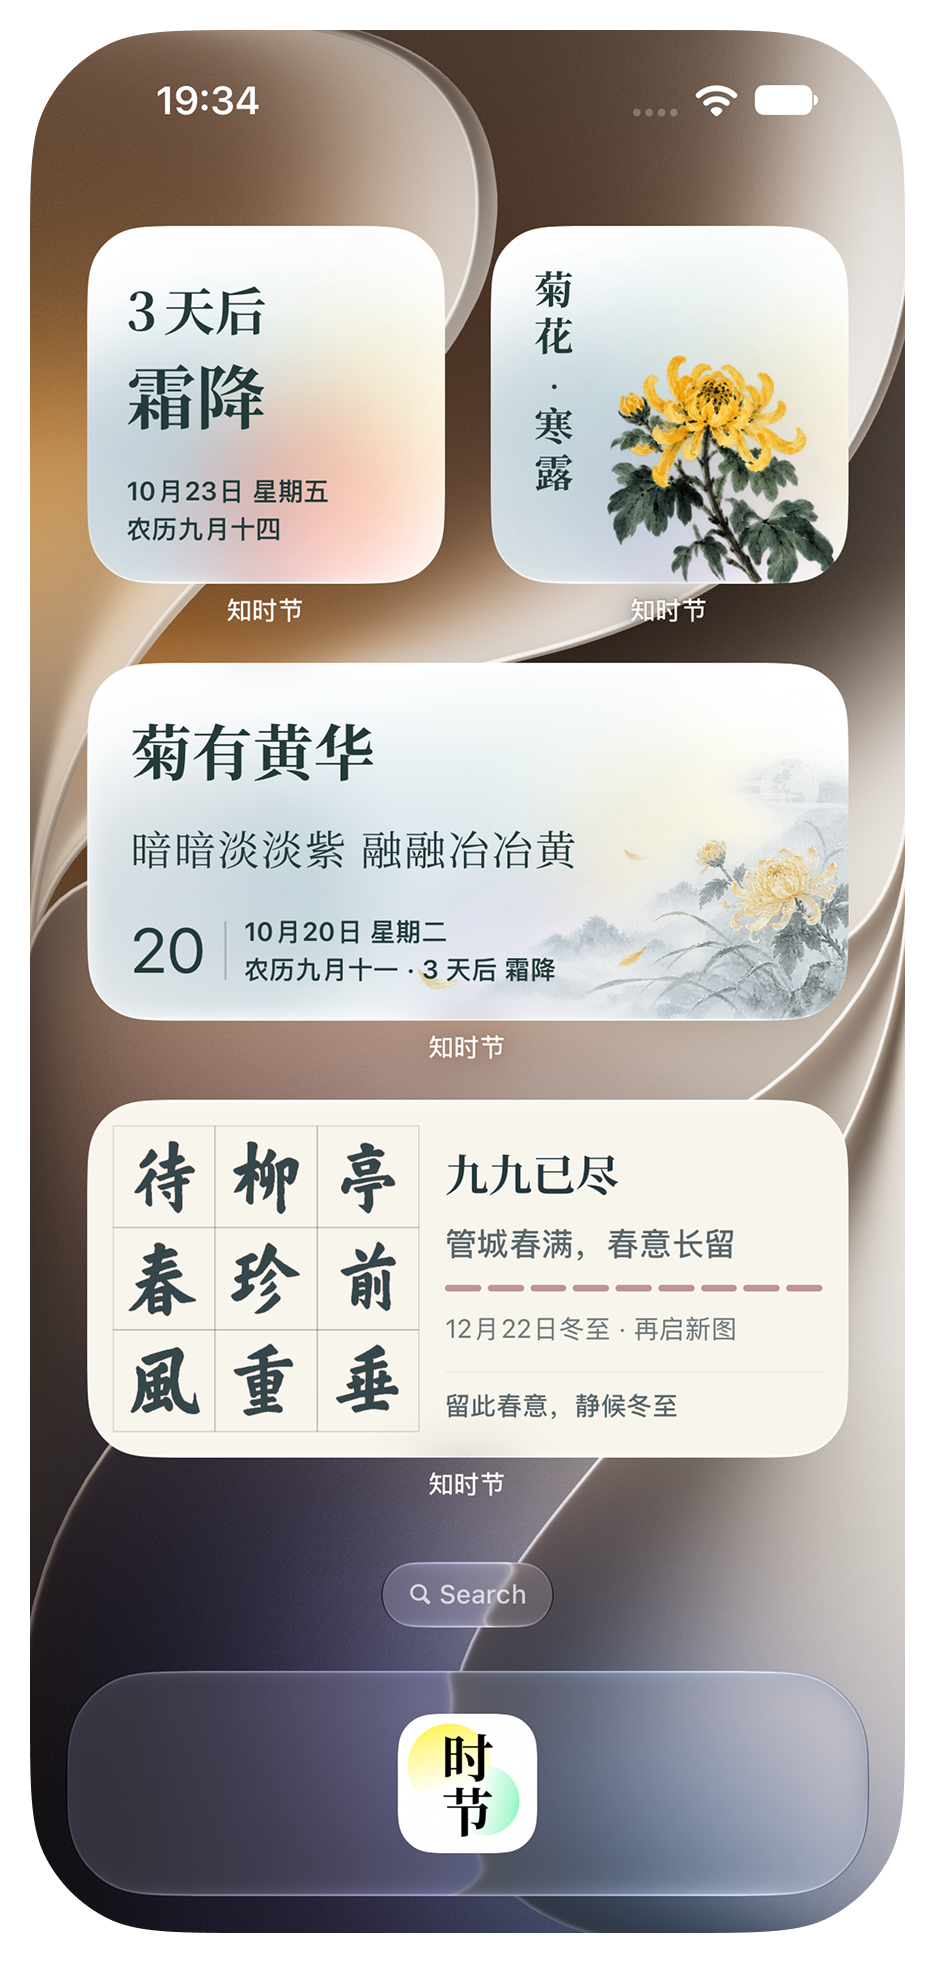 19:34
3天后
霜降
10月23日 星期五
农历九月十四
知时节
菊花·寒露
知时节
菊有黄华
暗暗淡淡紫 融融冶冶黄
20
10月20日 星期二
农历九月十一 · 3 天后 霜降
知时节
待 柳 亭
春 珍 前
風 重 垂
九九已尽
管城春满，春意长留
12月22日冬至 · 再启新图
留此春意，静候冬至
知时节
Search
时节